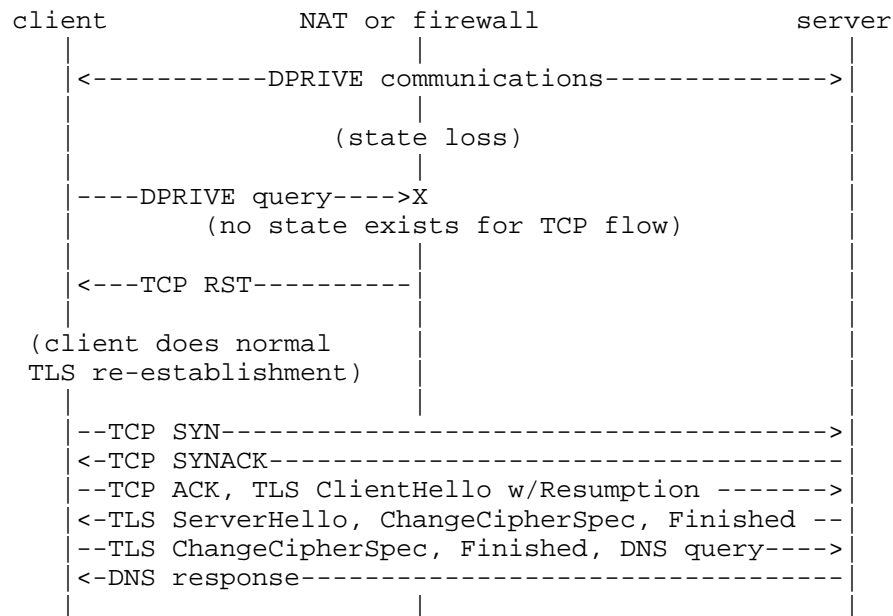 client NAT or firewall server
| | |
|<-----------DPRIVE communications------------->|
| | |
| (state loss) |
| | |
|----DPRIVE query---->X |
| (no state exists for TCP flow) |
| | |
|<---TCP RST----------| |
| | |
(client does normal | |
TLS re-establishment) | |
| | |
|--TCP SYN------------------------------------->|
|<-TCP SYNACK-----------------------------------|
|--TCP ACK, TLS ClientHello w/Resumption ------->|
|<-TLS ServerHello, ChangeCipherSpec, Finished --|
|--TLS ChangeCipherSpec, Finished, DNS query---->|
|<-DNS response----------------------------------|
| | |